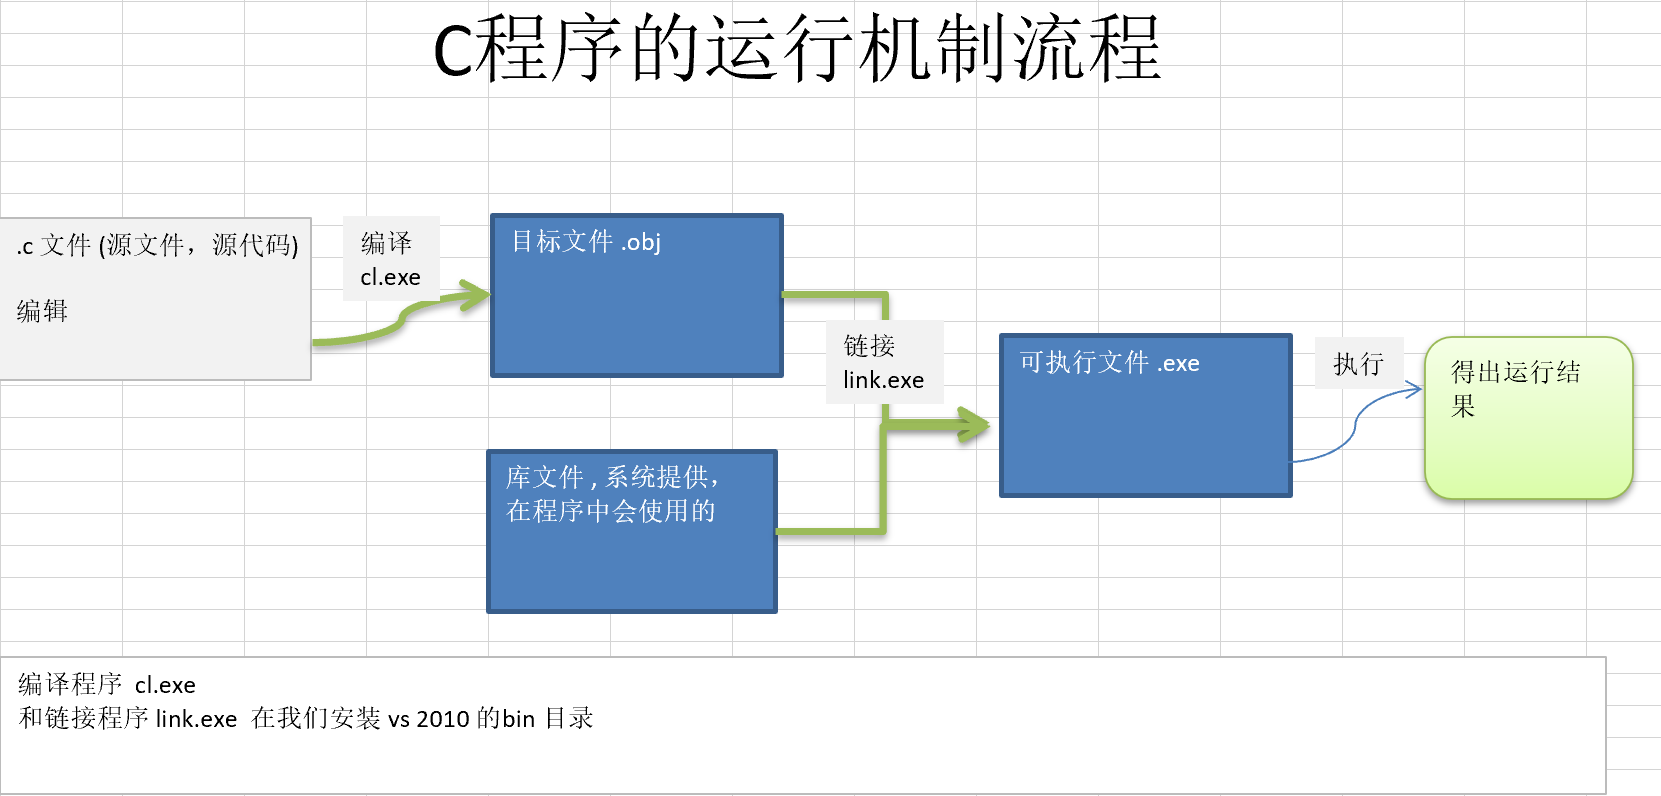 C程序的运行机制流程
.c 文件 (源文件，源代码)
编辑
编译
cl.exe
目标文件 .obj
链接
link.exe
库文件 , 系统提供，
在程序中会使用的
可执行文件 .exe
执行
得出运行结
果
编译程序 cl.exe
和链接程序 link.exe 在我们安装 vs 2010 的bin 目录